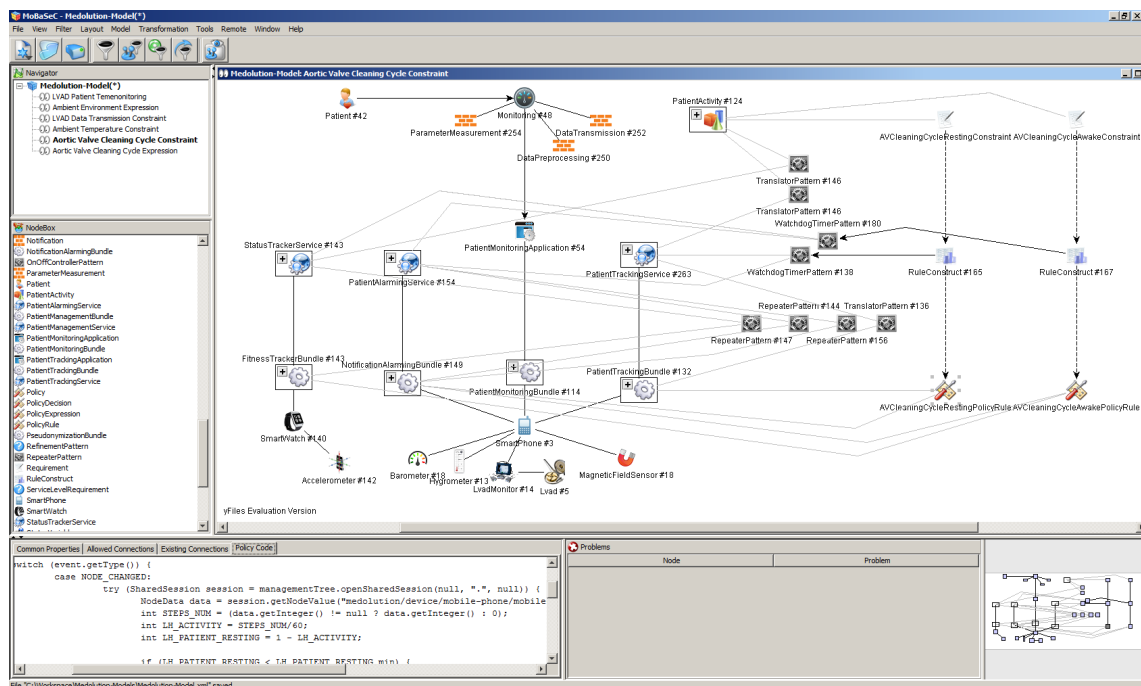 MoBaSeC - Medolution-Model(*)
File View Filter Layout Model Transformation Tools Remote Window Help
Navigator
Medolution-Model(*)
LVAD Patient Temenonitoring
Ambient Environment Expression
LVAD Data Transmission Constraint
Ambient Temperature Constraint
Aortic Valve Cleaning Cycle Constraint
Aortic Valve Cleaning Cycle Expression
NodeBox
Notification
NotificationAlarmingBundle
OnOffControllerPattern
ParameterMeasurement
Patient
PatientActivity
PatientAlarmingService
PatientManagementBundle
PatientManagementService
PatientMonitoringApplication
PatientMonitoringBundle
PatientTrackingApplication
PatientTrackingBundle
PatientTrackingService
Policy
PolicyDecision
PolicyExpression
PolicyRule
PseudonymizationBundle
RefinementPattern
RepeaterPattern
Requirement
RuleConstruct
ServiceLevelRequirement
SmartPhone
SmartWatch
StatusTrackerService
Medolution-Model: Aortic Valve Cleaning Cycle Constraint
Patient #42
Monitoring #48
PatientActivity #124
ParameterMeasurement #254
DataTransmission #252
DataPreprocessing #250
AVCleaningCycleRestingConstraint
AVCleaningCycleAwakeConstraint
TranslatorPattern #146
TranslatorPattern #146
WatchdogTimerPattern #180
StatusTrackerService #143
PatientMonitoringApplication #54
PatientAlarmingService #154
PatientTrackingService #263
WatchdogTimerPattern #138
RuleConstruct #165
RuleConstruct #167
RepeaterPattern #144
TranslatorPattern #136
RepeaterPattern #147
RepeaterPattern #156
FitnessTrackerBundle #143
NotificationAlarmingBundle #149
PatientMonitoringBundle #114
PatientTrackingBundle #132
AVCleaningCycleRestingPolicyRule
AVCleaningCycleAwakePolicyRule
SmartWatch #140
SmartPhone #3
Accelerometer #142
Barometer #18
Hygrometer #13
LvadMonitor #14
Lvad #5
MagneticFieldSensor #18
yFiles Evaluation Version
Common Properties Allowed Connections Existing Connections Policy Code
witch (event.getType()) {
case NODE_CHANGED:
try (SharedSession session = managementTree.openSharedSession(null, ".", null)) {
NodeData data = session.getNodeValue("medolution/device/mobile-phone/mobile
int STEPS_NUM = (data.getInteger() != null ? data.getInteger() : 0);
int LH_ACTIVITY = STEPS_NUM/60;
int LH_PATIENT_RESTING = 1 - LH_ACTIVITY;
if (LH_PATIENT_RESTING < LH_PATIENT_RESTING_min) {
Problems
Node Problem
File "C:\Workspace\Medolution-Models\Medolution-Model.xml" saved